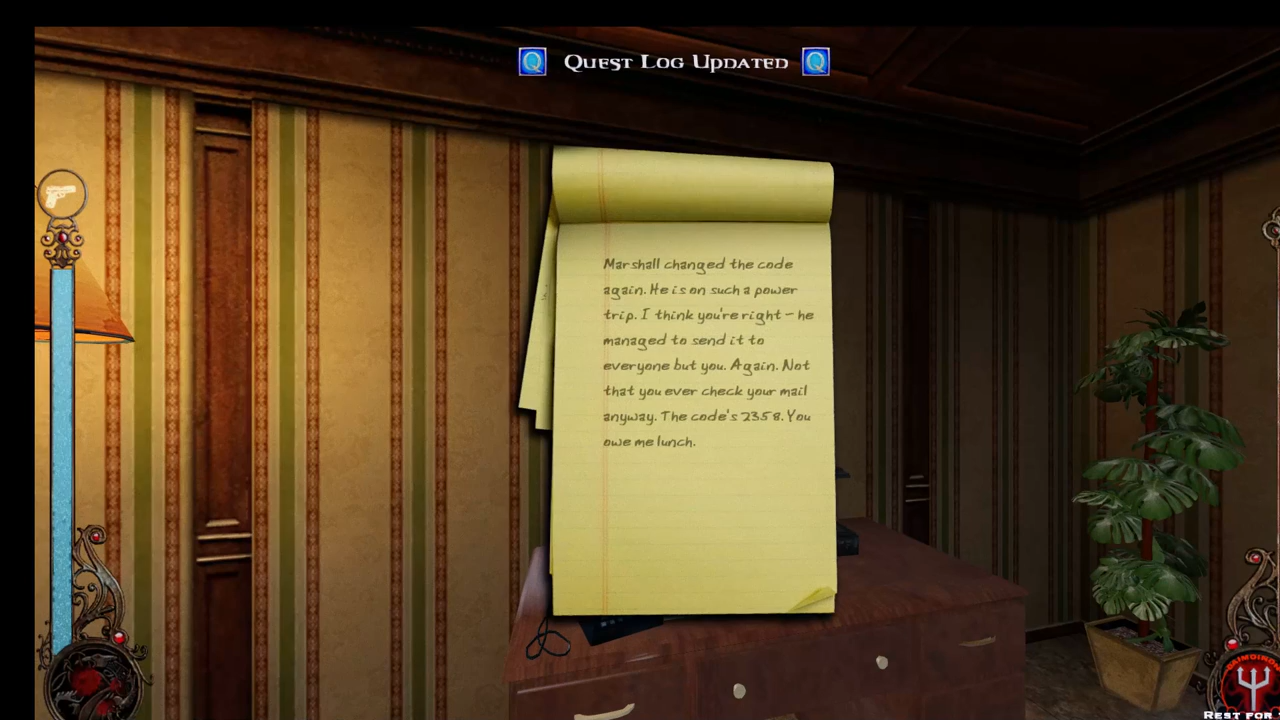 Quest Log Updated
Marshall changed the code
again. He is on such a power
trip. I think you're right - he
managed to send it to
everyone but you. Again. Not
that you ever check your mail
anyway. The code's 2358. You
owe me lunch.
DAIMOINON
Rest for